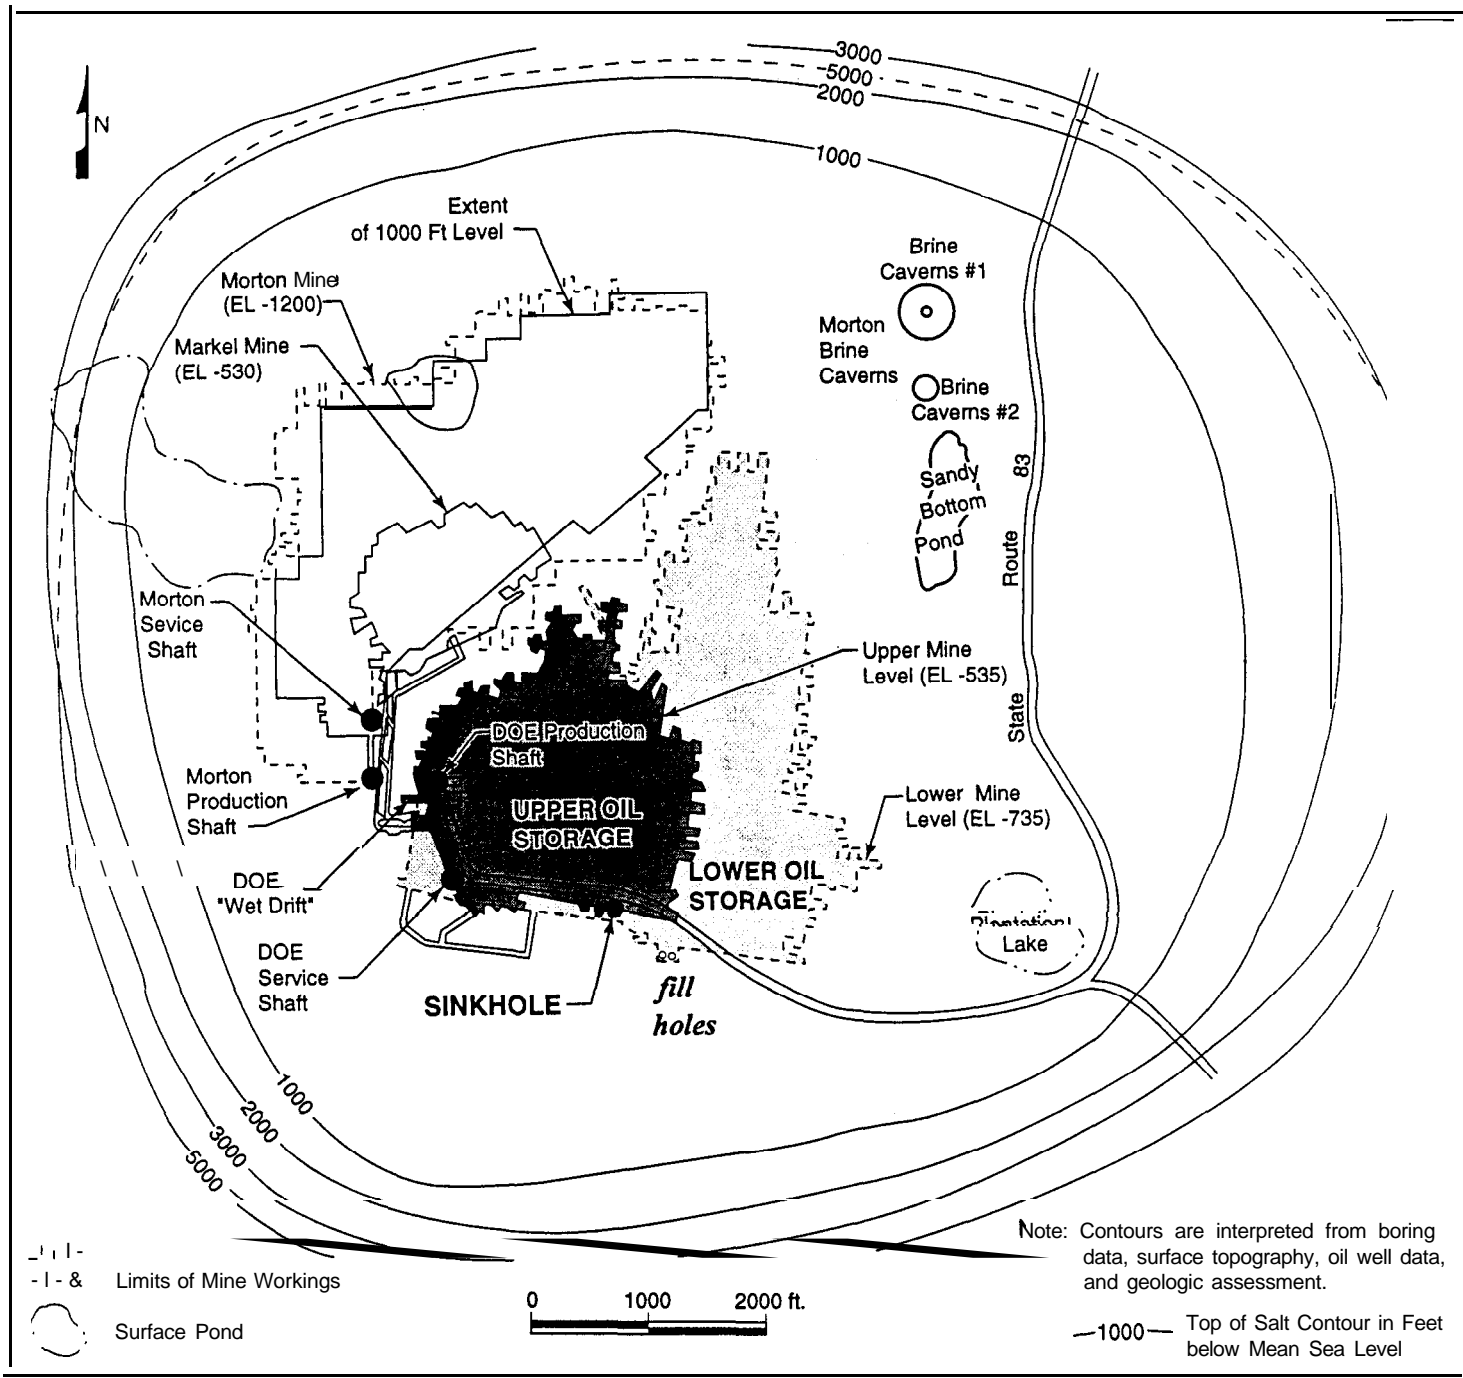 3000
5000
2000
1000
N
Extent
of 1000 Ft Level
Morton Mine
(EL -1200)
Markel Mine
(EL -530)
Brine
Caverns #1
Morton
Brine
Caverns
Brine
Caverns #2
Sandy
Bottom
Pond
State Route 83
Morton
Sevice
Shaft
Upper Mine
Level (EL -535)
DOE Production
Shaft
Morton
Production
Shaft
UPPER OIL
STORAGE
Lower Mine
Level (EL -735)
LOWER OIL
STORAGE
DOE
"Wet Drift"
Plantation
Lake
DOE
Service
Shaft
SINKHOLE
fill
holes
1000
2000
3000
5000
Note: Contours are interpreted from boring
data, surface topography, oil well data,
and geologic assessment.
- I - & Limits of Mine Workings
Surface Pond
0 1000 2000 ft.
1000 Top of Salt Contour in Feet
below Mean Sea Level